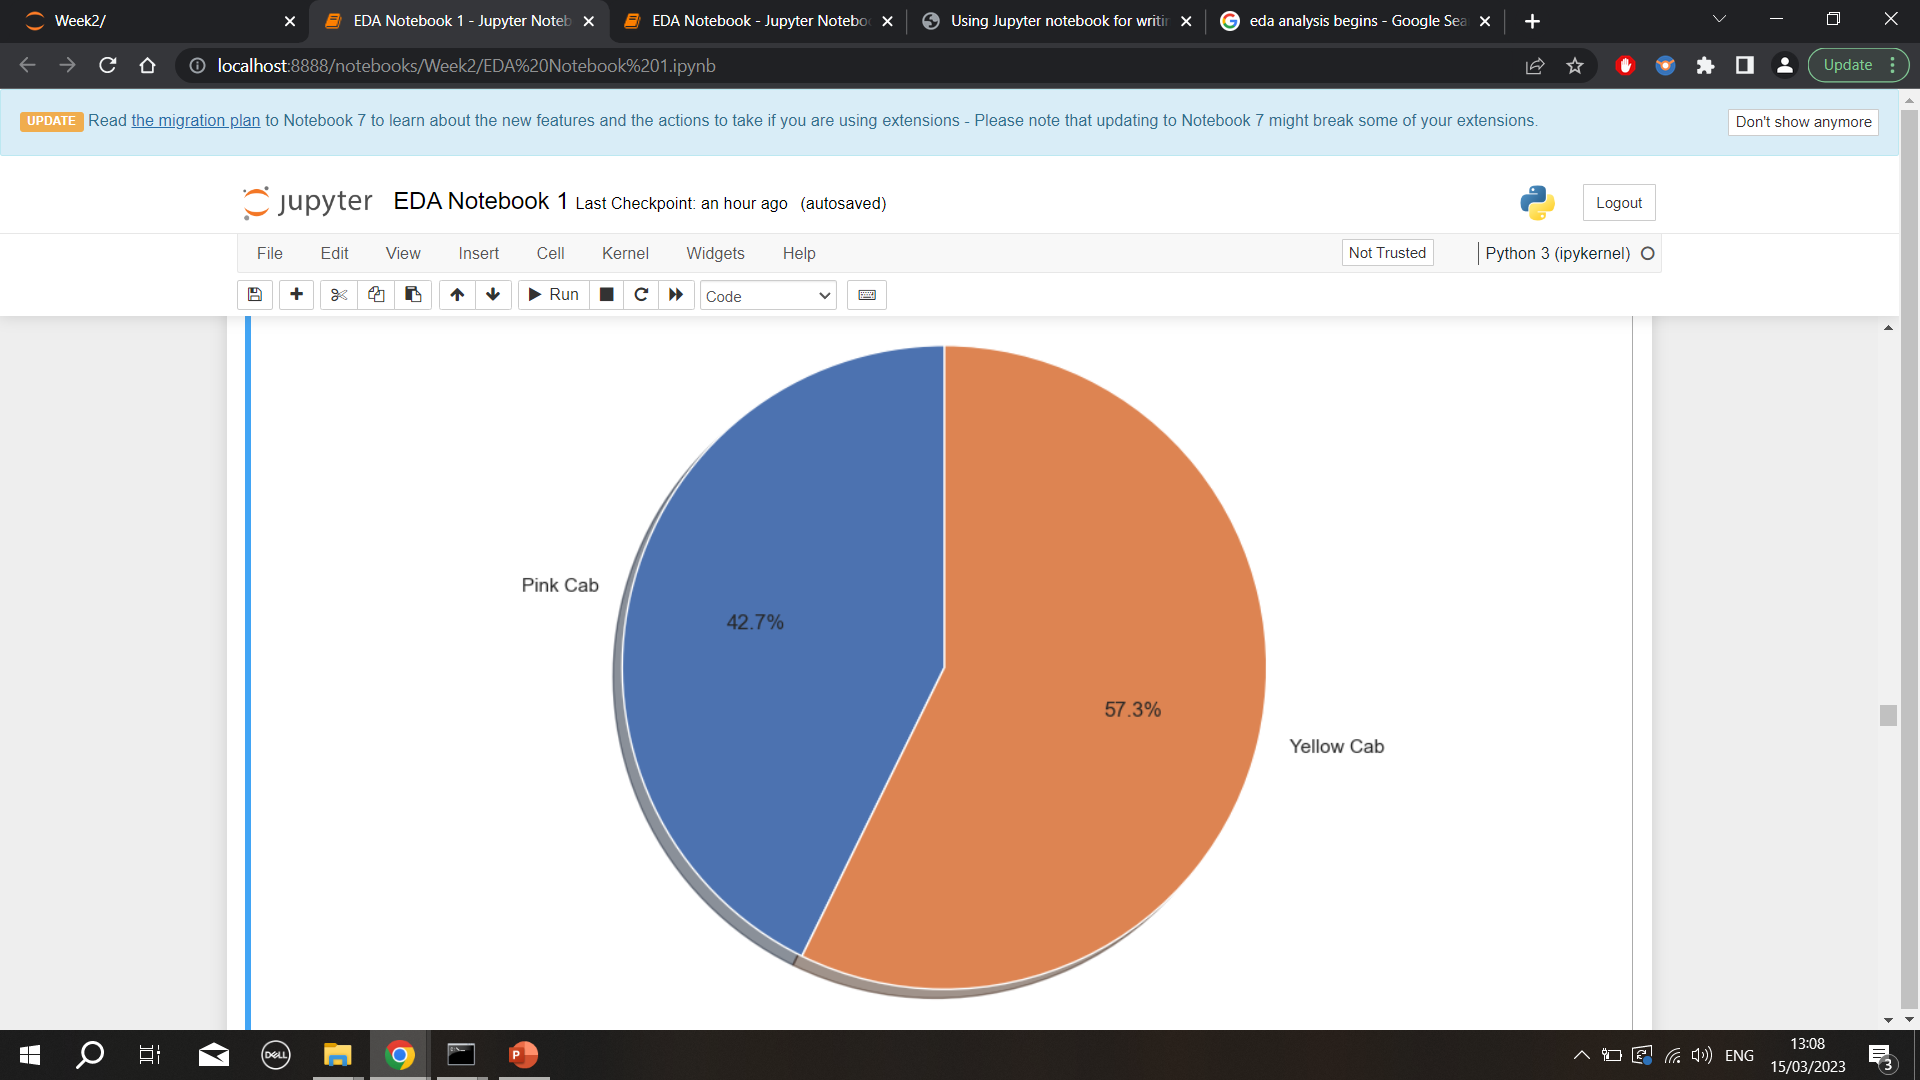 Week2/
EDA Notebook 1 - Jupyter Noteb
EDA Notebook - Jupyter Notebo
Using Jupyter notebook for writi
eda analysis begins - Google Sea
localhost:8888/notebooks/Week2/EDA%20Notebook%201.ipynb
Update
UPDATE Read the migration plan to Notebook 7 to learn about the new features and the actions to take if you are using extensions - Please note that updating to Notebook 7 might break some of your extensions.
Don't show anymore
jupyter EDA Notebook 1 Last Checkpoint: an hour ago (autosaved)
Logout
File Edit View Insert Cell Kernel Widgets Help
Not Trusted
Python 3 (ipykernel)
Run
Code
Pink Cab
42.7%
57.3%
Yellow Cab
DELL
P
ENG
13:08
15/03/2023
3